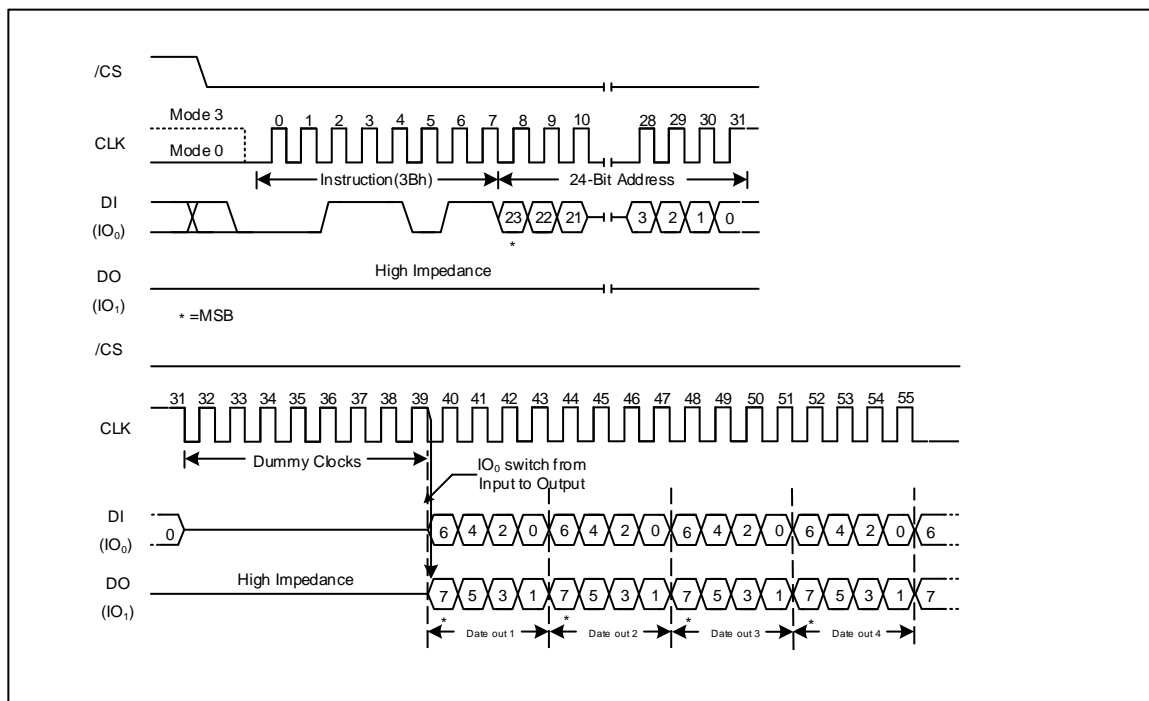 /CS
Mode 3
CLK
Mode 0
0 1 2 3 4 5 6 7 8 9 10 28 29 30 31
Instruction(3Bh)
24-Bit Address
DI
(IO₀)
23 22 21 3 2 1 0
*
High Impedance
DO
(IO₁)
* =MSB
/CS
31 32 33 34 35 36 37 38 39 40 41 42 43 44 45 46 47 48 49 50 51 52 53 54 55
CLK
Dummy Clocks
IO₀ switch from
Input to Output
DI
(IO₀)
0 6 4 2 0 6 4 2 0 6 4 2 0 6 4 2 0 6
DO
(IO₁)
High Impedance
7 5 3 1 7 5 3 1 7 5 3 1 7 5 3 1 7
* * * *
Date out 1 Date out 2 Date out 3 Date out 4